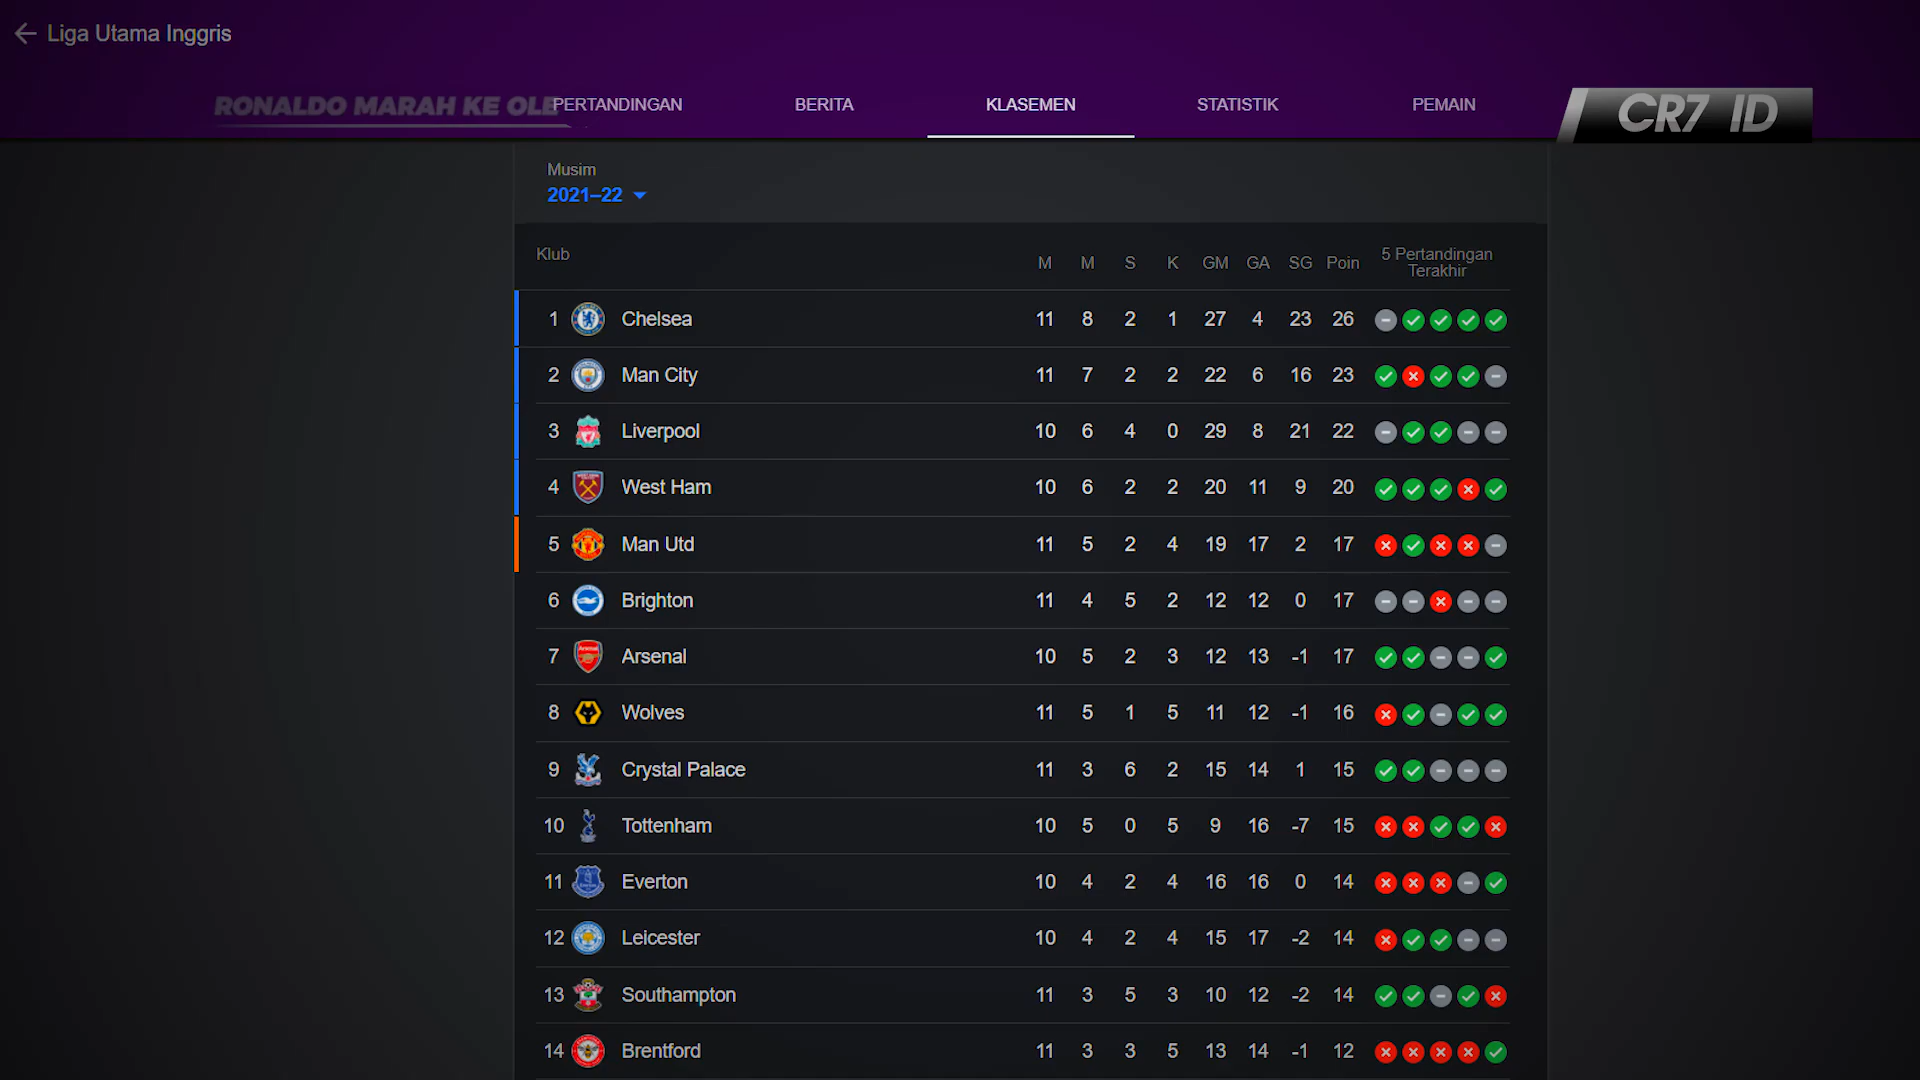 Liga Utama Inggris
RONALDO MARAH KE OLE
PERTANDINGAN BERITA KLASEMEN STATISTIK PEMAIN
CR7 ID
Musim
2021–22
Klub M M S K GM GA SG Poin 5 Pertandingan Terakhir
1 Chelsea 11 8 2 1 27 4 23 26
2 Man City 11 7 2 2 22 6 16 23
3 Liverpool 10 6 4 0 29 8 21 22
4 West Ham 10 6 2 2 20 11 9 20
5 Man Utd 11 5 2 4 19 17 2 17
6 Brighton 11 4 5 2 12 12 0 17
7 Arsenal 10 5 2 3 12 13 -1 17
8 Wolves 11 5 1 5 11 12 -1 16
9 Crystal Palace 11 3 6 2 15 14 1 15
10 Tottenham 10 5 0 5 9 16 -7 15
11 Everton 10 4 2 4 16 16 0 14
12 Leicester 10 4 2 4 15 17 -2 14
13 Southampton 11 3 5 3 10 12 -2 14
14 Brentford 11 3 3 5 13 14 -1 12